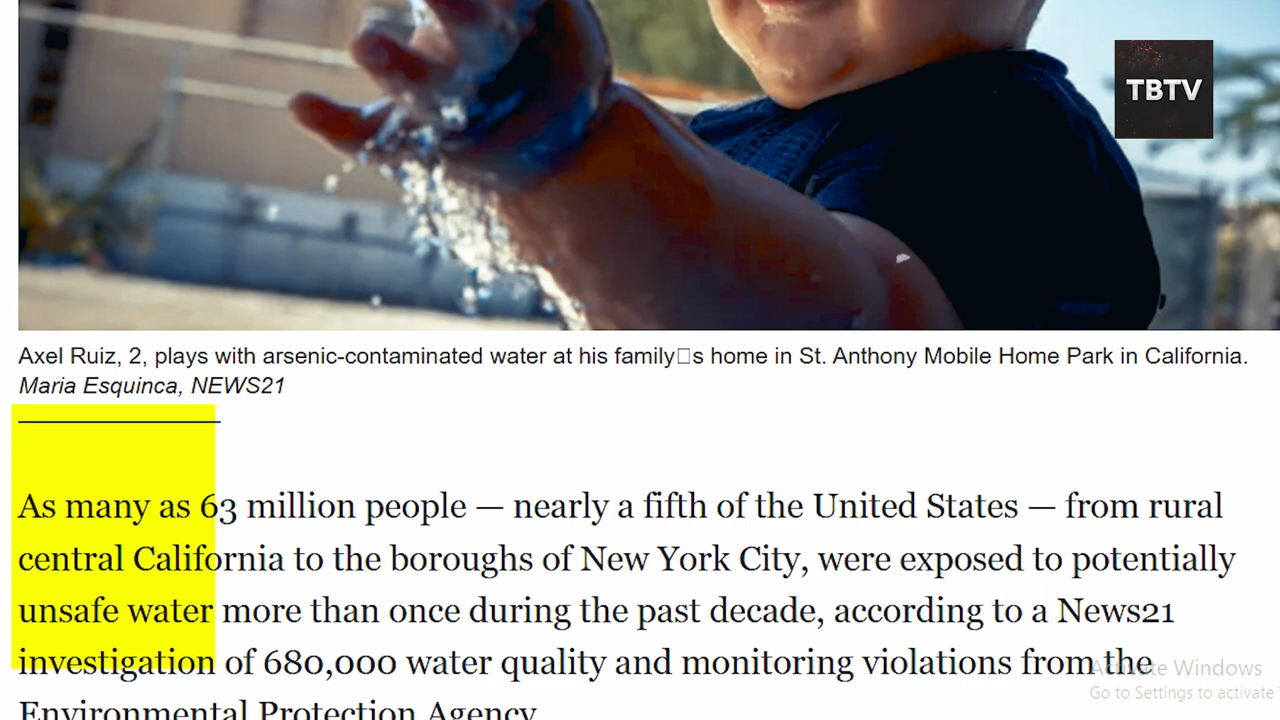 TBTV
Axel Ruiz, 2, plays with arsenic-contaminated water at his family□s home in St. Anthony Mobile Home Park in California.
Maria Esquinca, NEWS21
As many as 63 million people — nearly a fifth of the United States — from rural
central California to the boroughs of New York City, were exposed to potentially
unsafe water more than once during the past decade, according to a News21
investigation of 680,000 water quality and monitoring violations from the
Environmental Protection Agency.
Activate Windows
Go to Settings to activate